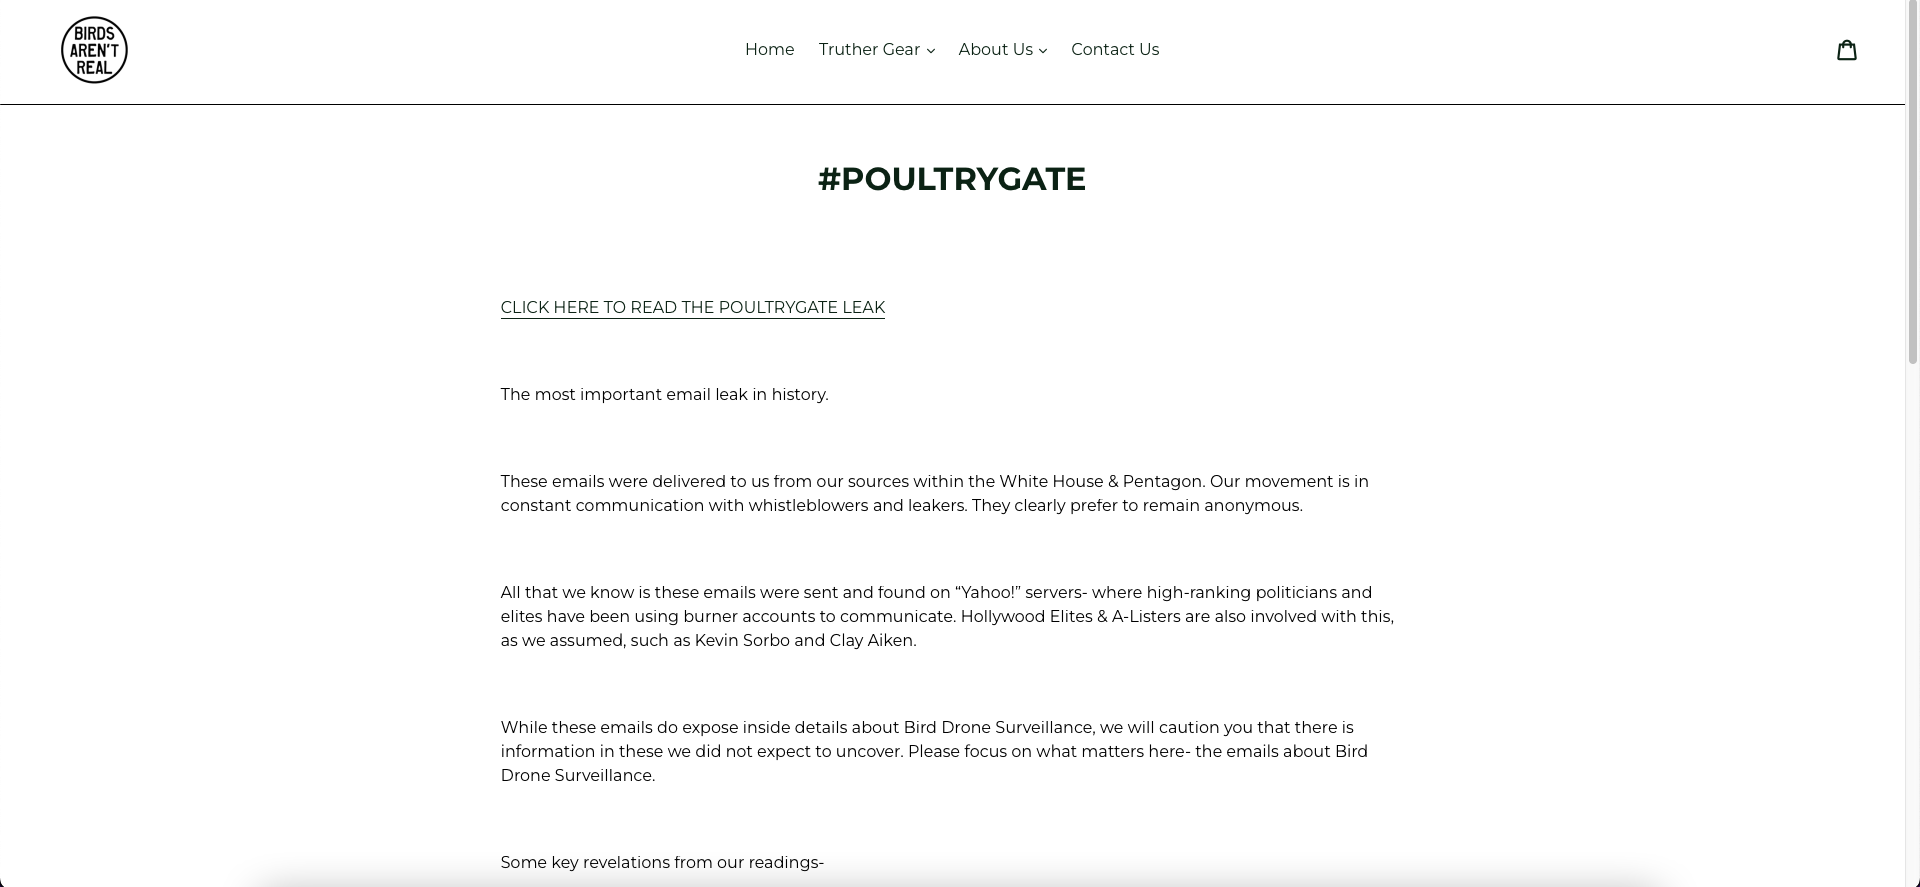 BIRDS
AREN'T
REAL
Home
Truther Gear
About Us
Contact Us
#POULTRYGATE
CLICK HERE TO READ THE POULTRYGATE LEAK
The most important email leak in history.
These emails were delivered to us from our sources within the White House & Pentagon. Our movement is in
constant communication with whistleblowers and leakers. They clearly prefer to remain anonymous.
All that we know is these emails were sent and found on “Yahoo!” servers- where high-ranking politicians and
elites have been using burner accounts to communicate. Hollywood Elites & A-Listers are also involved with this,
as we assumed, such as Kevin Sorbo and Clay Aiken.
While these emails do expose inside details about Bird Drone Surveillance, we will caution you that there is
information in these we did not expect to uncover. Please focus on what matters here- the emails about Bird
Drone Surveillance.
Some key revelations from our readings-